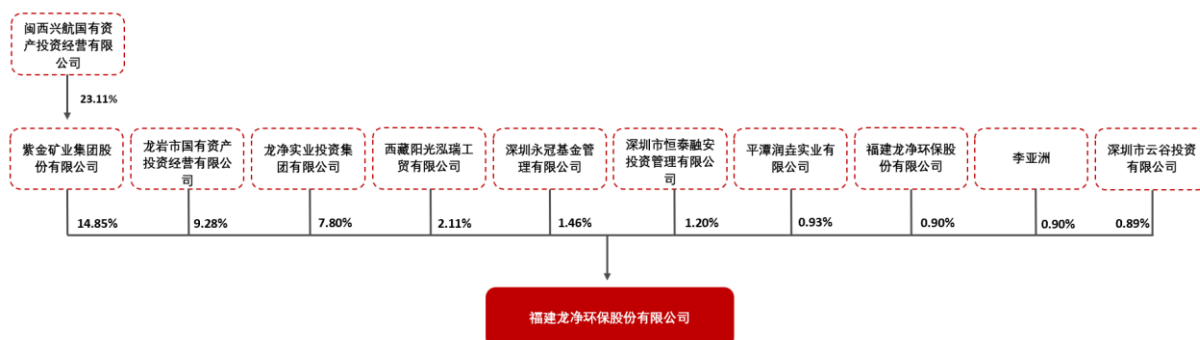 闽西兴航国有资
产投资经营有限
公司
23.11%
紫金矿业集团股
份有限公司
龙岩市国有资产
投资经营有限公
司
龙净实业投资集
团有限公司
西藏阳光泓瑞工
贸有限公司
深圳永冠基金管
理有限公司
深圳市恒泰融安
投资管理有限公
司
平潭润垚实业有
限公司
福建龙净环保股
份有限公司
李亚洲
深圳市云谷投资
有限公司
14.85%
9.28%
7.80%
2.11%
1.46%
1.20%
0.93%
0.90%
0.90%
0.89%
福建龙净环保股份有限公司